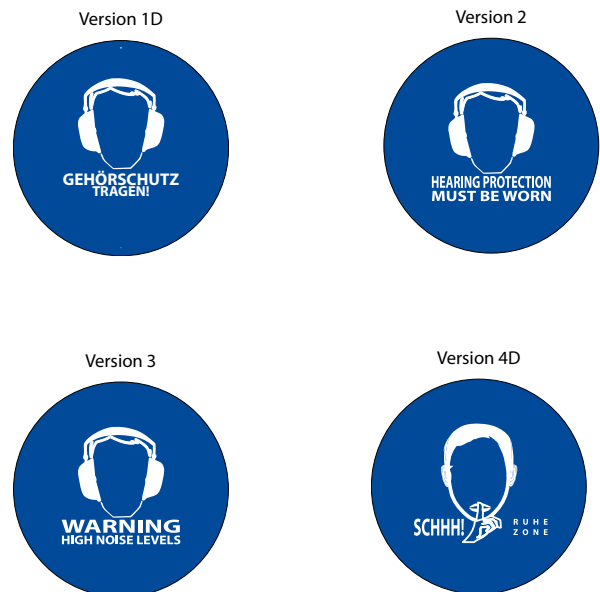 Version 1D
GEHÖRSCHUTZ
TRAGEN!
Version 2
HEARING PROTECTION
MUST BE WORN
Version 3
WARNING
HIGH NOISE LEVELS
Version 4D
SCHHH!
RUHE
ZONE